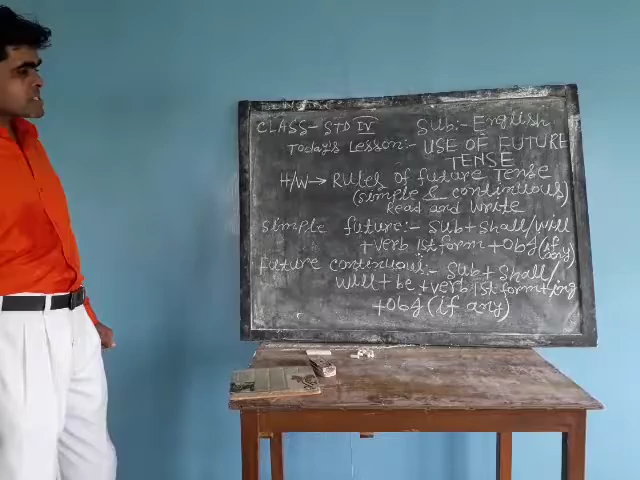 CLASS- STD IV Sub:- English
Today's Lesson:- USE OF FUTURE
TENSE
H/W→ Rules of future Tense
(simple & continuous)
Read and write
Simple future:- Sub + Shall/will
+ verb 1st form + Obj (if any)
Future continuous:- Sub + Shall/
will + be + verb 1st form + ing
+ Obj (if any)